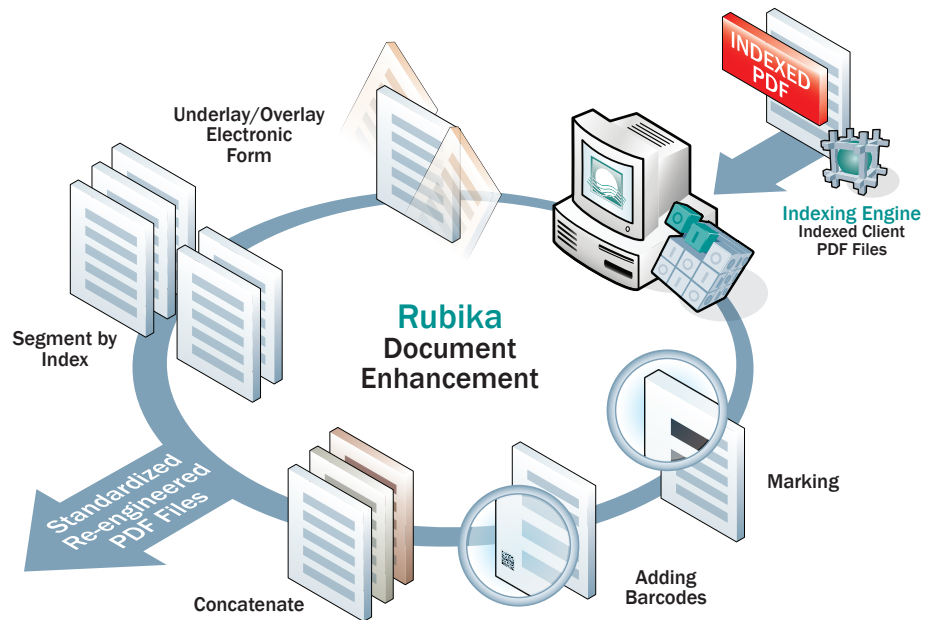 INDEXED
PDF
Underlay/Overlay
Electronic
Form
Indexing Engine
Indexed Client
PDF Files
Segment by
Index
Rubika
Document
Enhancement
Marking
Standardized
Re-engineered
PDF Files
Adding
Barcodes
Concatenate